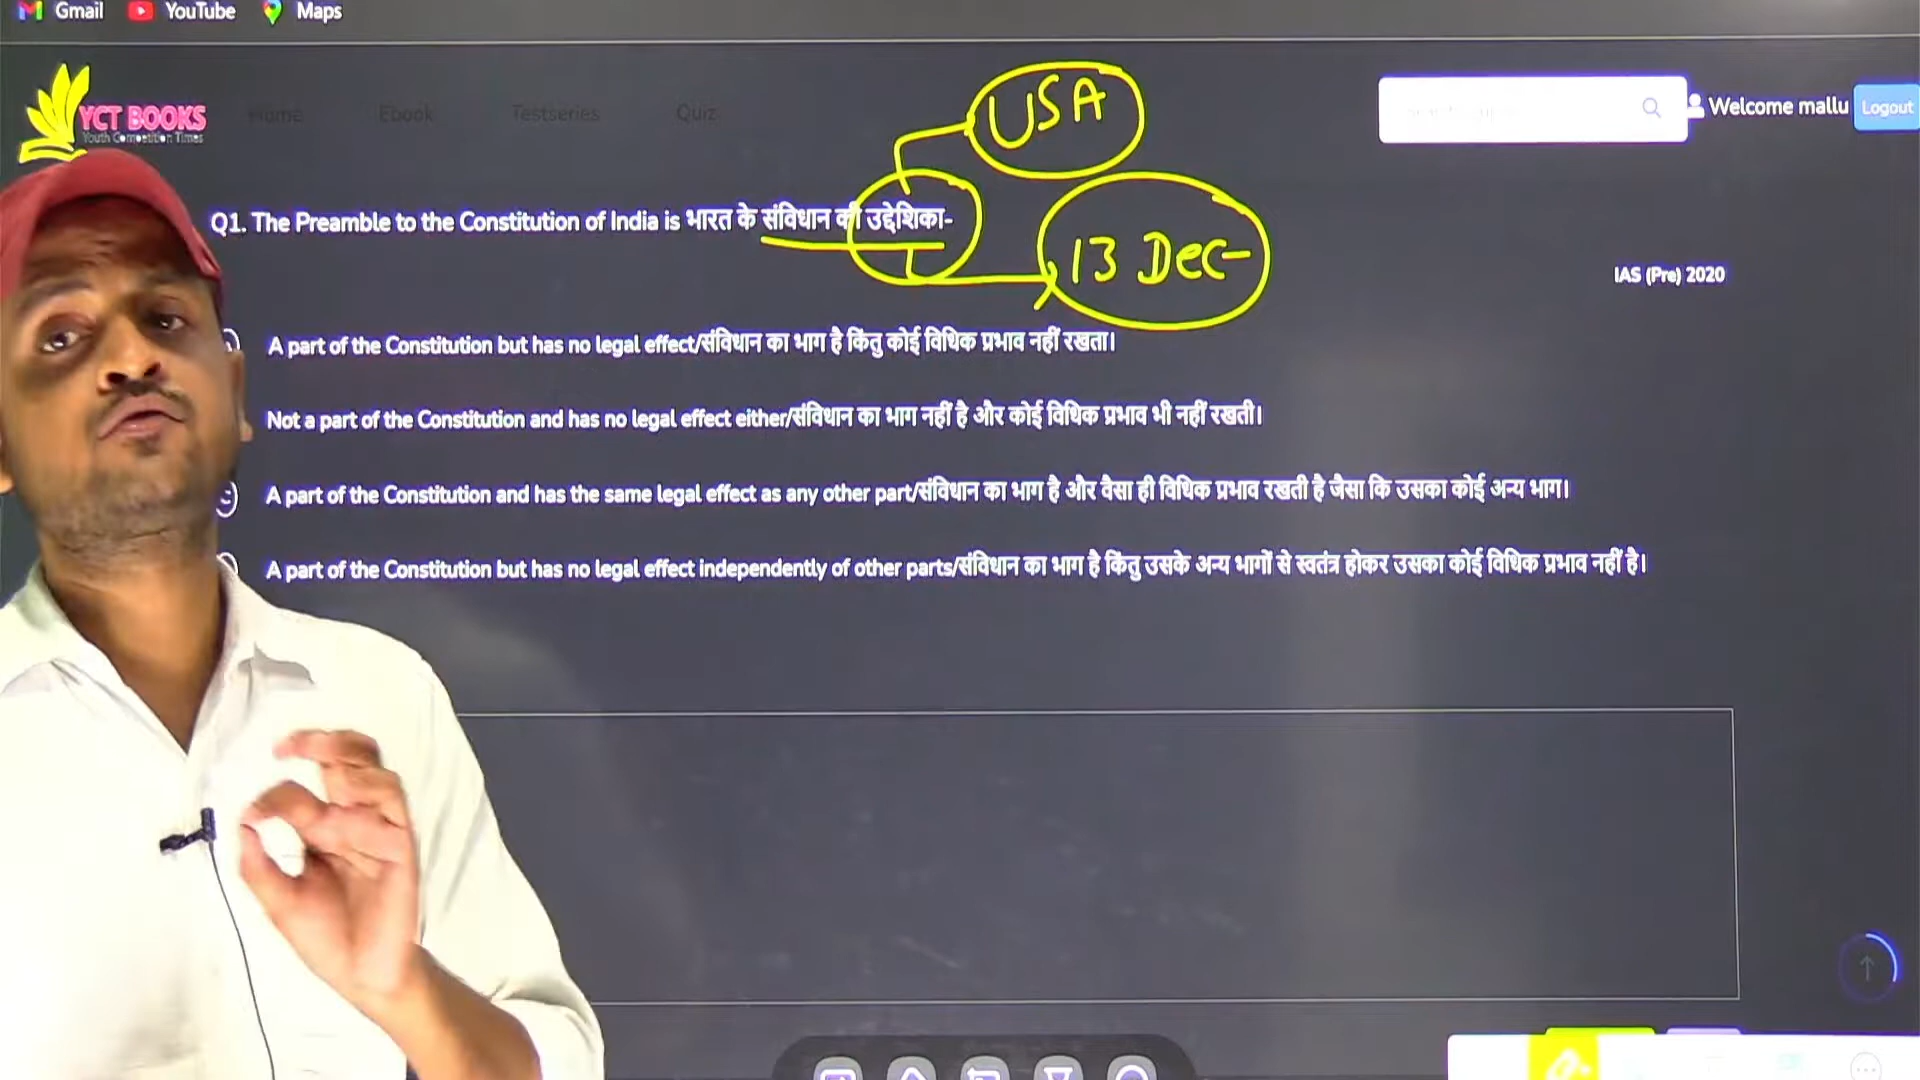 Gmail YouTube Maps
YCT BOOKS
Youth Competition Times
Home Ebook Testseries Quiz
USA
Welcome mallu Logout
Q1. The Preamble to the Constitution of India is भारत के संविधान की उद्देशिका-
13 Dec-
IAS (Pre) 2020
A part of the Constitution but has no legal effect/संविधान का भाग है किंतु कोई विधिक प्रभाव नहीं रखता।
Not a part of the Constitution and has no legal effect either/संविधान का भाग नहीं है और कोई विधिक प्रभाव भी नहीं रखती।
A part of the Constitution and has the same legal effect as any other part/संविधान का भाग है और वैसा ही विधिक प्रभाव रखती है जैसा कि उसका कोई अन्य भाग।
A part of the Constitution but has no legal effect independently of other parts/संविधान का भाग है किंतु उसके अन्य भागों से स्वतंत्र होकर उसका कोई विधिक प्रभाव नहीं है।